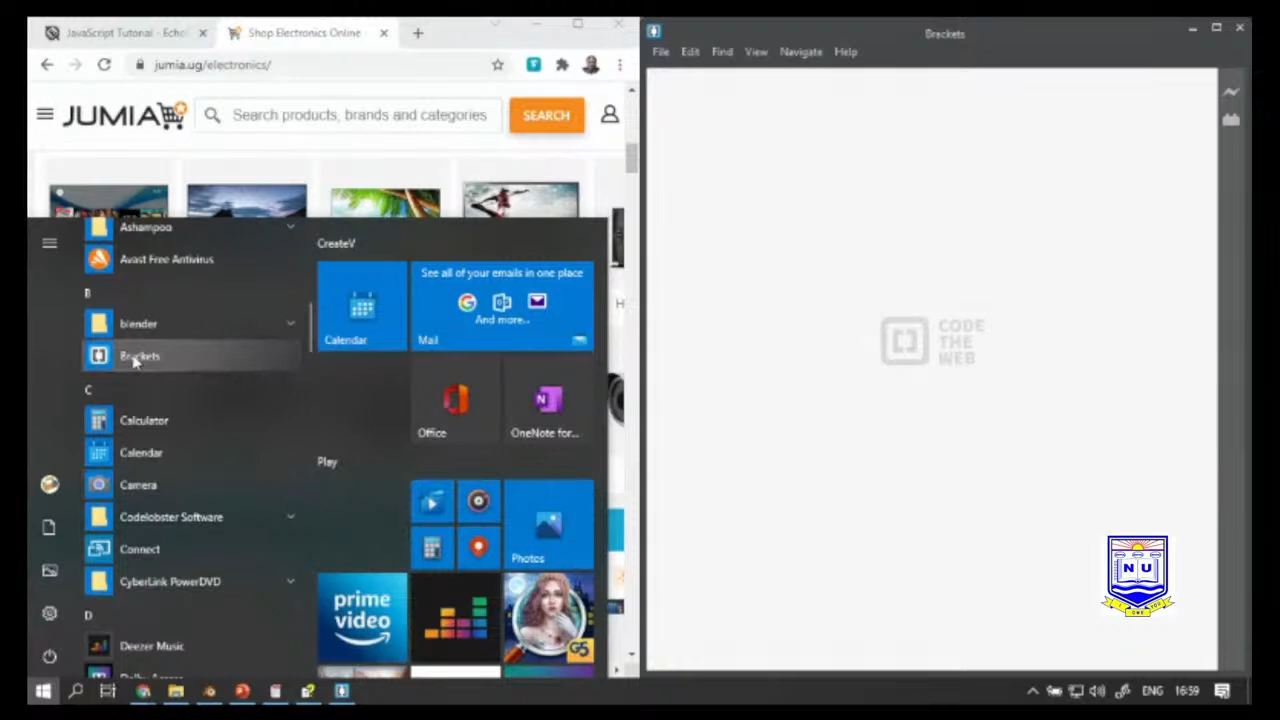 JavaScript Tutorial - Echo
Shop Electronics Online
jumia.ug/electronics/
JUMIA
Search products, brands and categories
SEARCH
H
Ashampoo
Avast Free Antivirus
B
blender
Brackets
C
Calculator
Calendar
Camera
Codelobster Software
Connect
CyberLink PowerDVD
D
Deezer Music
Dolby Access
CreateV
Calendar
See all of your emails in one place
And more...
Mail
Office
OneNote for...
Play
Photos
prime
video
G5
Brackets
File Edit Find View Navigate Help
CODE
THE
WEB
N U
ENG
16:59